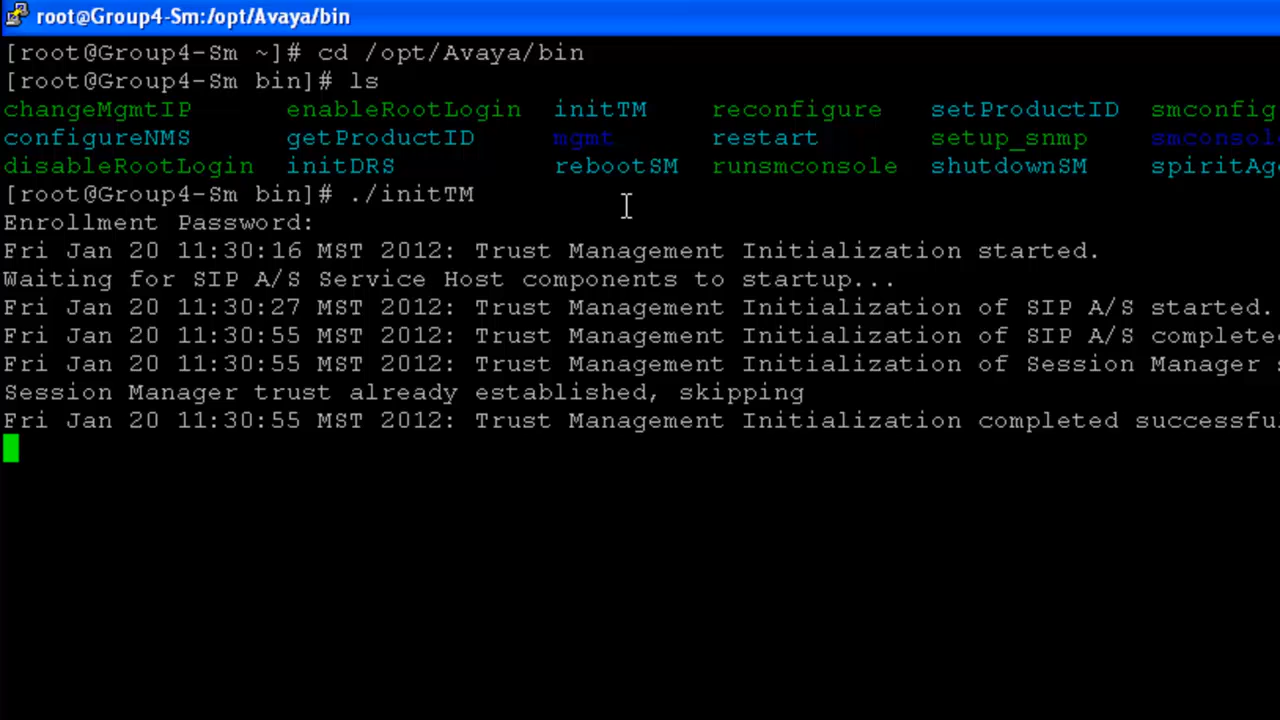 root@Group4-Sm:/opt/Avaya/bin
[root@Group4-Sm ~]# cd /opt/Avaya/bin
[root@Group4-Sm bin]# ls
changeMgmtIP enableRootLogin initTM reconfigure setProductID smconfig
configureNMS getProductID mgmt restart setup_snmp smconsol
disableRootLogin initDRS rebootSM runsmconsole shutdownSM spiritAg
[root@Group4-Sm bin]# ./initTM
Enrollment Password:
Fri Jan 20 11:30:16 MST 2012: Trust Management Initialization started.
Waiting for SIP A/S Service Host components to startup...
Fri Jan 20 11:30:27 MST 2012: Trust Management Initialization of SIP A/S started.
Fri Jan 20 11:30:55 MST 2012: Trust Management Initialization of SIP A/S complete
Fri Jan 20 11:30:55 MST 2012: Trust Management Initialization of Session Manager s
Session Manager trust already established, skipping
Fri Jan 20 11:30:55 MST 2012: Trust Management Initialization completed successfu